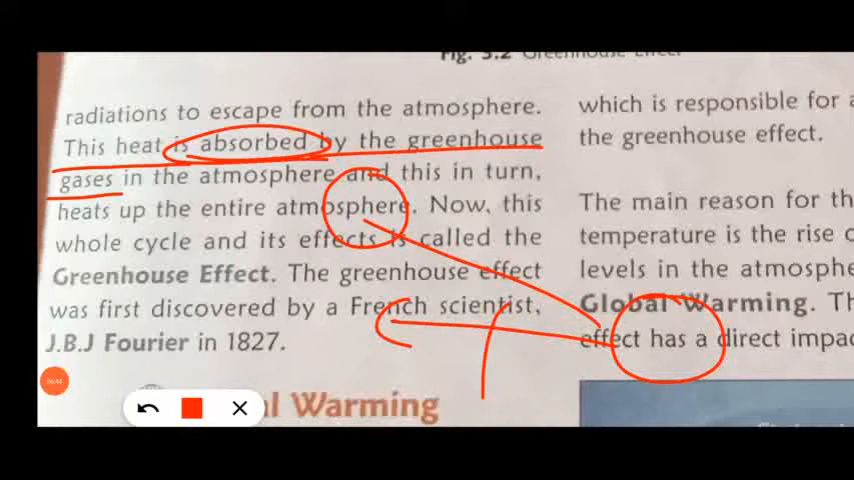 Fig. 3.2 Greenhouse Effect
radiations to escape from the atmosphere.
This heat is absorbed by the greenhouse
gases in the atmosphere and this in turn,
heats up the entire atmosphere. Now, this
whole cycle and its effects is called the
Greenhouse Effect. The greenhouse effect
was first discovered by a French scientist,
J.B.J Fourier in 1827.
al Warming
which is responsible for a
the greenhouse effect.
The main reason for th
temperature is the rise o
levels in the atmosphe
Global Warming. Th
effect has a direct impac